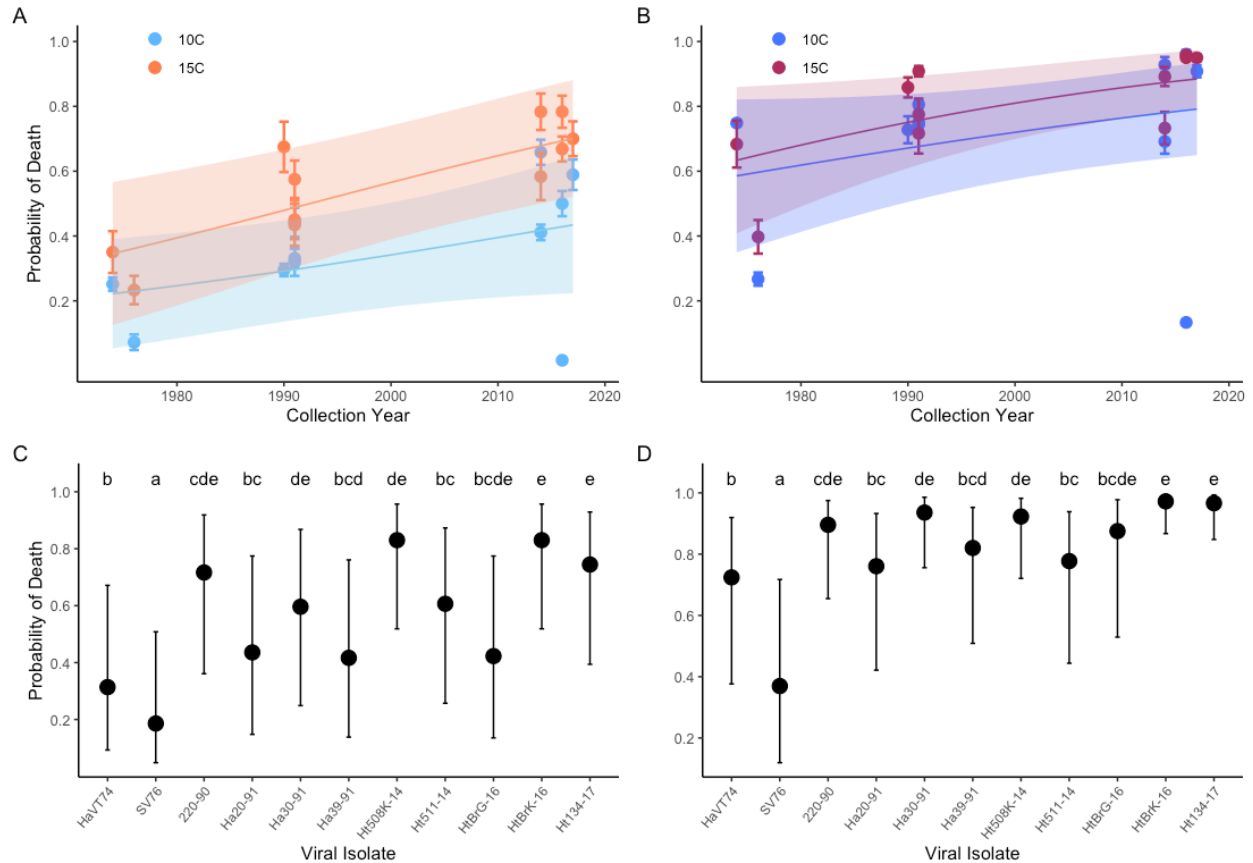 A
B
10C
15C
10C
15C
1.0
0.8
0.6
0.4
0.2
Probability of Death
1.0
0.8
0.6
0.4
0.2
1980 1990 2000 2010 2020
Collection Year
1980 1990 2000 2010 2020
Collection Year
C
D
b a cde bc de bcd de bc bcde e e
b a cde bc de bcd de bc bcde e e
1.0
0.8
0.6
0.4
0.2
Probability of Death
1.0
0.8
0.6
0.4
0.2
HaVT74 SV76 220-90 Ha20-91 Ha30-91 Ha39-91 Ht508K-14 Ht511-14 HtBrG-16 HtBrK-16 Ht134-17
Viral Isolate
HaVT74 SV76 220-90 Ha20-91 Ha30-91 Ha39-91 Ht508K-14 Ht511-14 HtBrG-16 HtBrK-16 Ht134-17
Viral Isolate